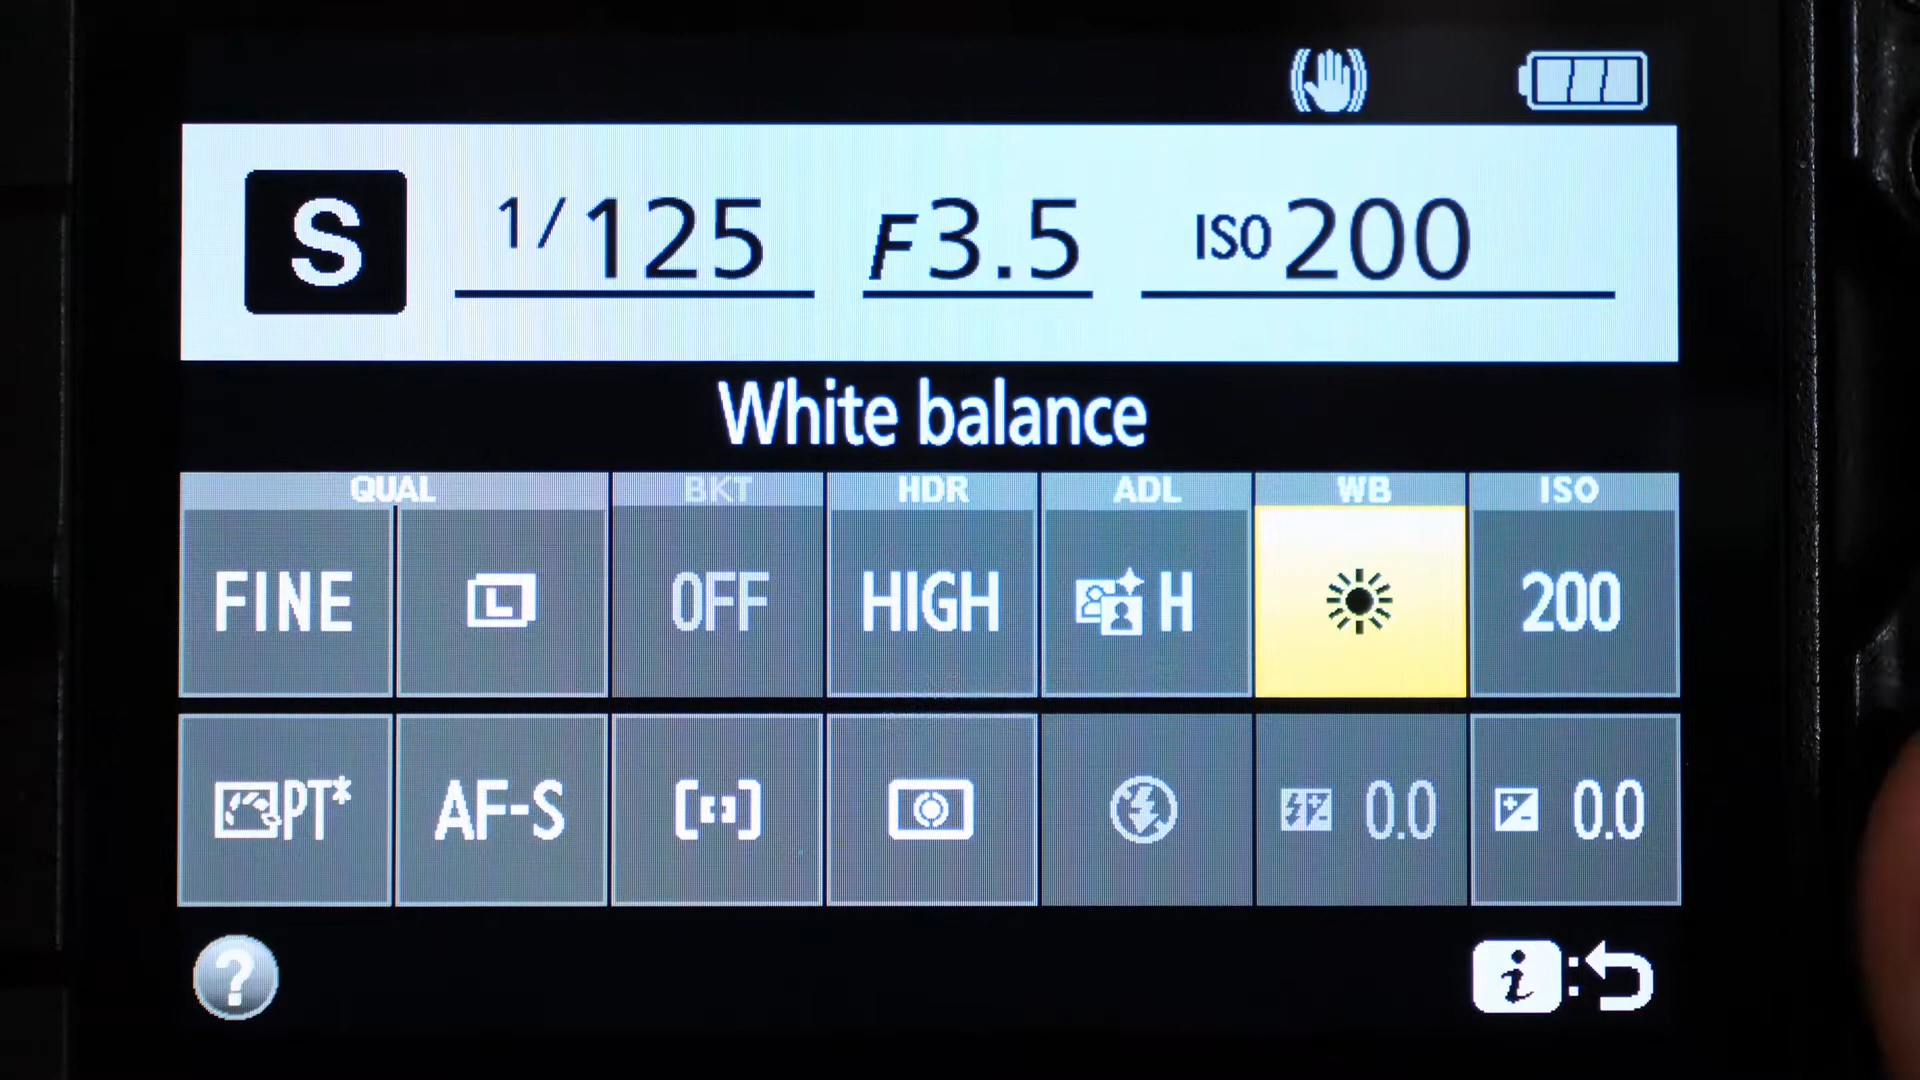 S 1/125 F3.5 ISO 200
White balance
QUAL BKT HDR ADL WB ISO
FINE L OFF HIGH H 200
PT* AF-S 0.0 0.0
? i: